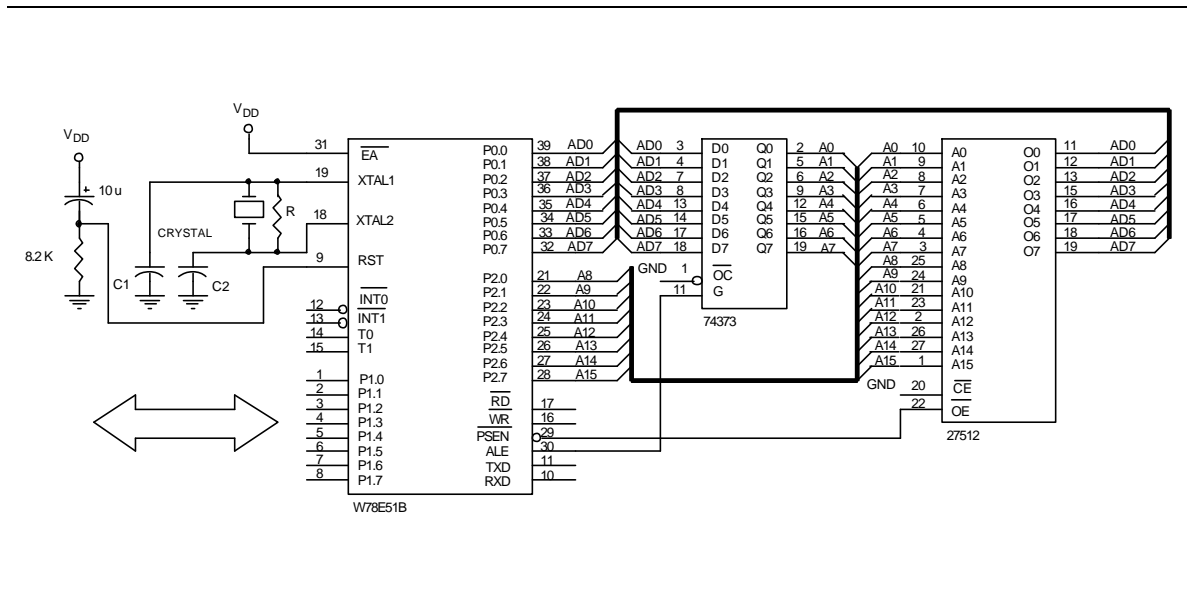 VDD
10 u
8.2 K
VDD
CRYSTAL
R
C1
C2
31 EA
19 XTAL1
18 XTAL2
9 RST
12 INT0
13 INT1
14 T0
15 T1
1 P1.0
2 P1.1
3 P1.2
4 P1.3
5 P1.4
6 P1.5
7 P1.6
8 P1.7
P0.0 39 AD0
P0.1 38 AD1
P0.2 37 AD2
P0.3 36 AD3
P0.4 35 AD4
P0.5 34 AD5
P0.6 33 AD6
P0.7 32 AD7
P2.0 21 A8
P2.1 22 A9
P2.2 23 A10
P2.3 24 A11
P2.4 25 A12
P2.5 26 A13
P2.6 27 A14
P2.7 28 A15
RD 17
WR 16
PSEN 29
ALE 30
TXD 11
RXD 10
W78E51B
AD0 3 D0 Q0 2 A0
AD1 4 D1 Q1 5 A1
AD2 7 D2 Q2 6 A2
AD3 8 D3 Q3 9 A3
AD4 13 D4 Q4 12 A4
AD5 14 D5 Q5 15 A5
AD6 17 D6 Q6 16 A6
AD7 18 D7 Q7 19 A7
GND 1 OC
11 G
74373
A0 10 A0 O0 11 AD0
A1 9 A1 O1 12 AD1
A2 8 A2 O2 13 AD2
A3 7 A3 O3 15 AD3
A4 6 A4 O4 16 AD4
A5 5 A5 O5 17 AD5
A6 4 A6 O6 18 AD6
A7 3 A7 O7 19 AD7
A8 25 A8
A9 24 A9
A10 21 A10
A11 23 A11
A12 2 A12
A13 26 A13
A14 27 A14
A15 1 A15
GND 20 CE
22 OE
27512